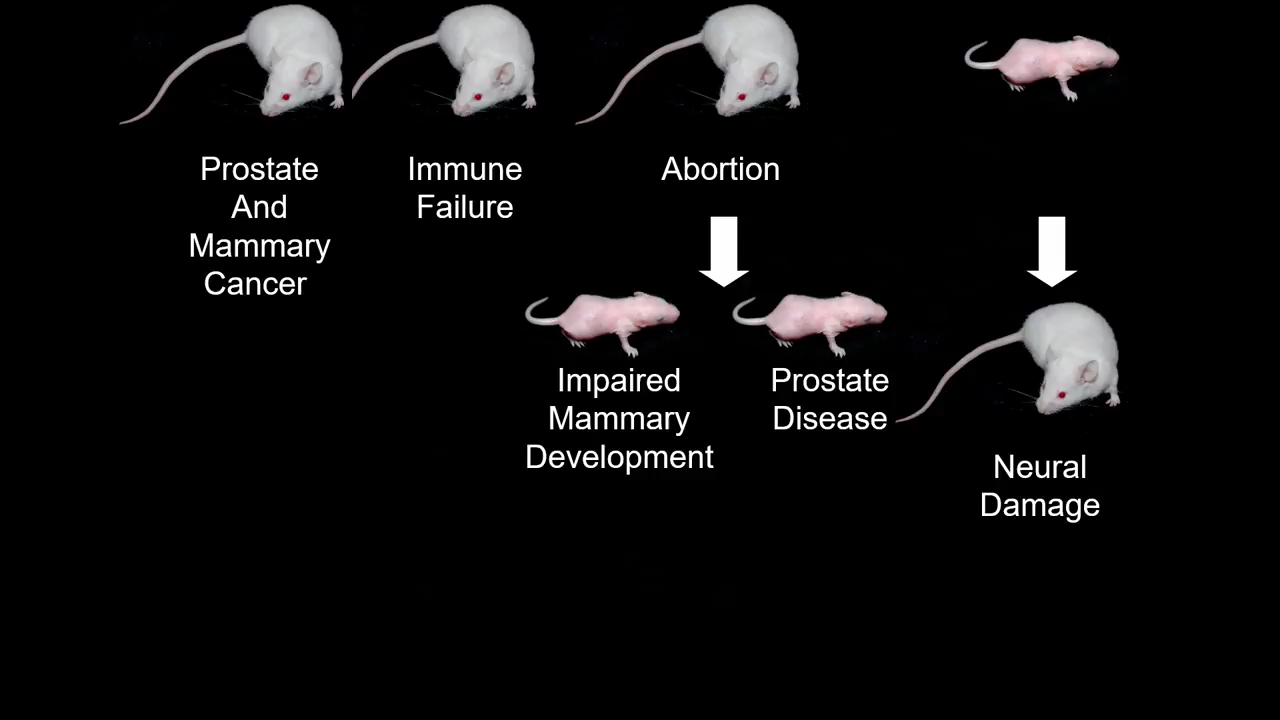 Prostate
And
Mammary
Cancer
Immune
Failure
Abortion
Impaired
Mammary
Development
Prostate
Disease
Neural
Damage